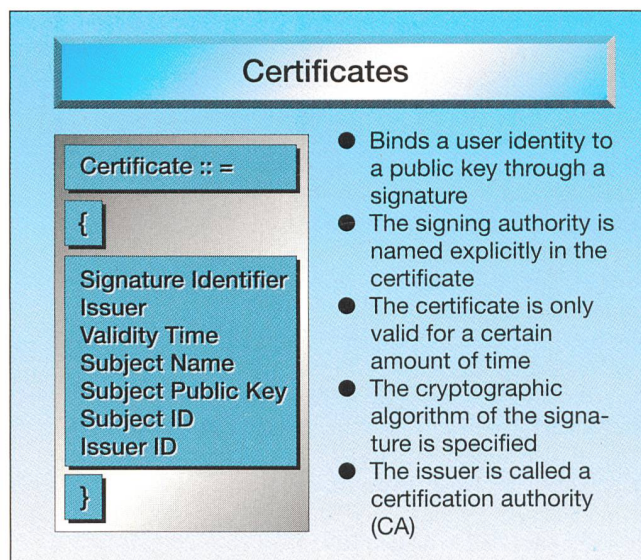 Certificates
Certificate :: =
{
Signature Identifier
Issuer
Validity Time
Subject Name
Subject Public Key
Subject ID
Issuer ID
}
● Binds a user identity to
a public key through a
signature
● The signing authority is
named explicitly in the
certificate
● The certificate is only
valid for a certain
amount of time
● The cryptographic
algorithm of the signa-
ture is specified
● The issuer is called a
certification authority
(CA)